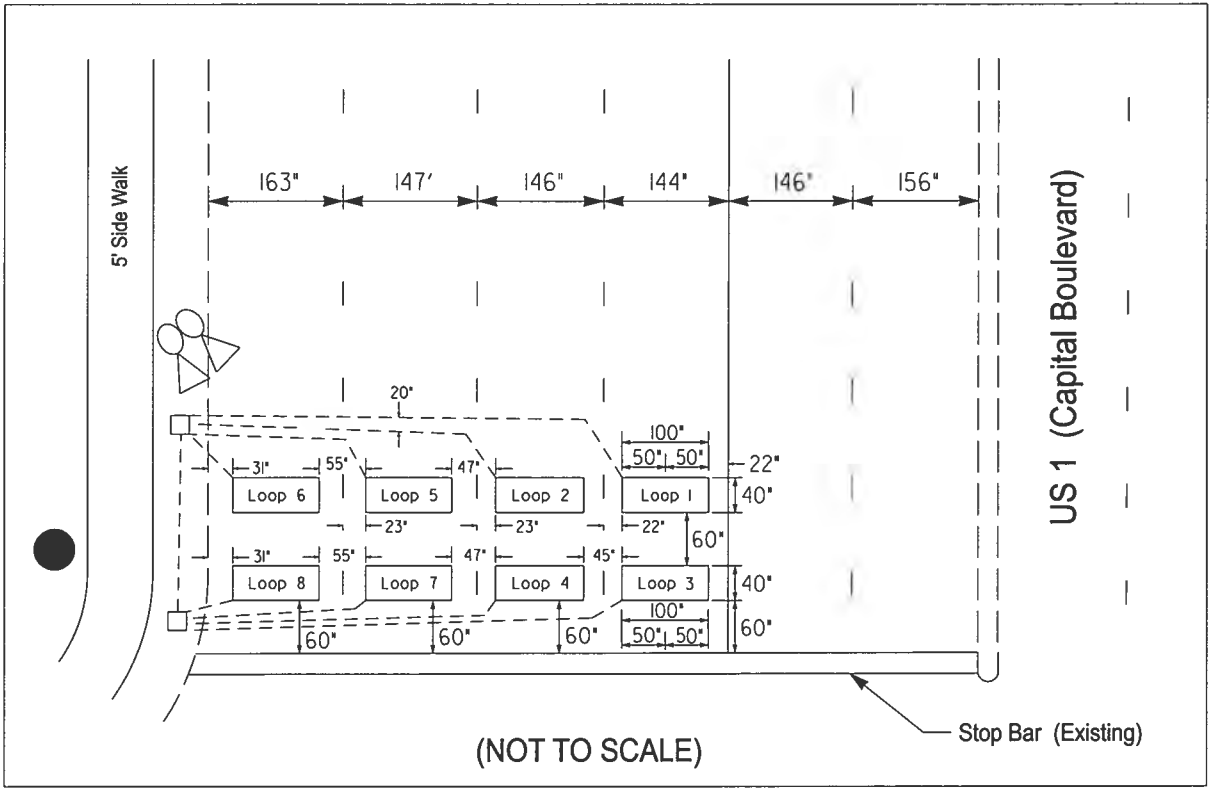 163" 147' 146" 144" 146" 156"
5' Side Walk
US 1 (Capital Boulevard)
20"
100"
50" 50"
31" 55" 47" 22"
Loop 6 Loop 5 Loop 2 Loop 1 40"
23" 23" 22"
60"
31" 55" 47" 45"
Loop 8 Loop 7 Loop 4 Loop 3 40"
100"
60" 60" 60" 50" 50" 60"
Stop Bar (Existing)
(NOT TO SCALE)